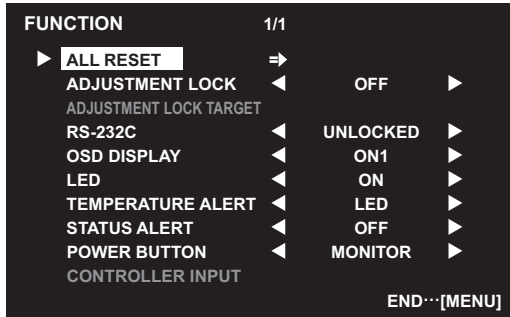 FUNCTION 1/1
ALL RESET
ADJUSTMENT LOCK OFF
ADJUSTMENT LOCK TARGET
RS-232C UNLOCKED
OSD DISPLAY ON1
LED ON
TEMPERATURE ALERT LED
STATUS ALERT OFF
POWER BUTTON MONITOR
CONTROLLER INPUT
END···[MENU]